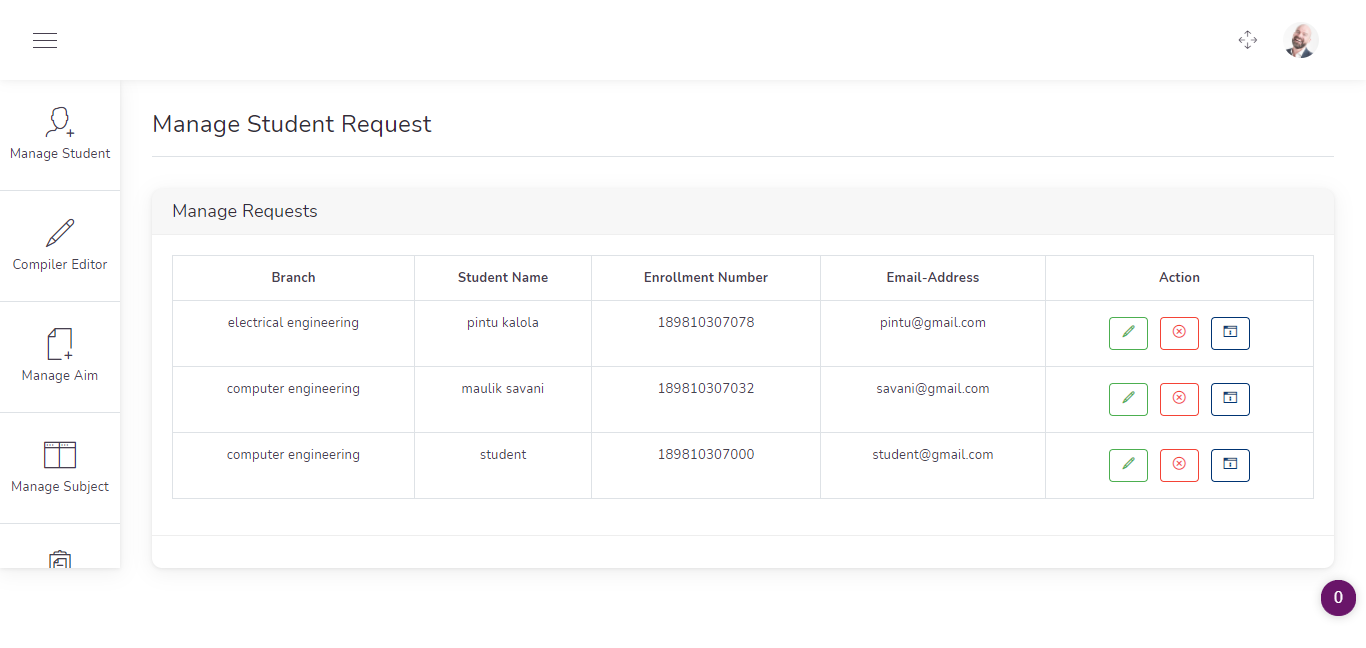 Manage Student Request
Manage Student
Compiler Editor
Manage Aim
Manage Subject
Manage Requests
Branch Student Name Enrollment Number Email-Address Action
electrical engineering pintu kalola 189810307078 pintu@gmail.com
computer engineering maulik savani 189810307032 savani@gmail.com
computer engineering student 189810307000 student@gmail.com
0